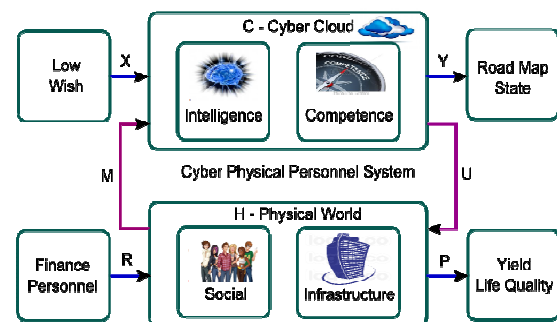 C - Cyber Cloud
Low
Wish
X
Intelligence
COMPETENCE
Competence
Y
Road Map
State
M
Cyber Physical Personnel System
U
H - Physical World
Finance
Personnel
R
Social
Infrastructure
P
Yield
Life Quality